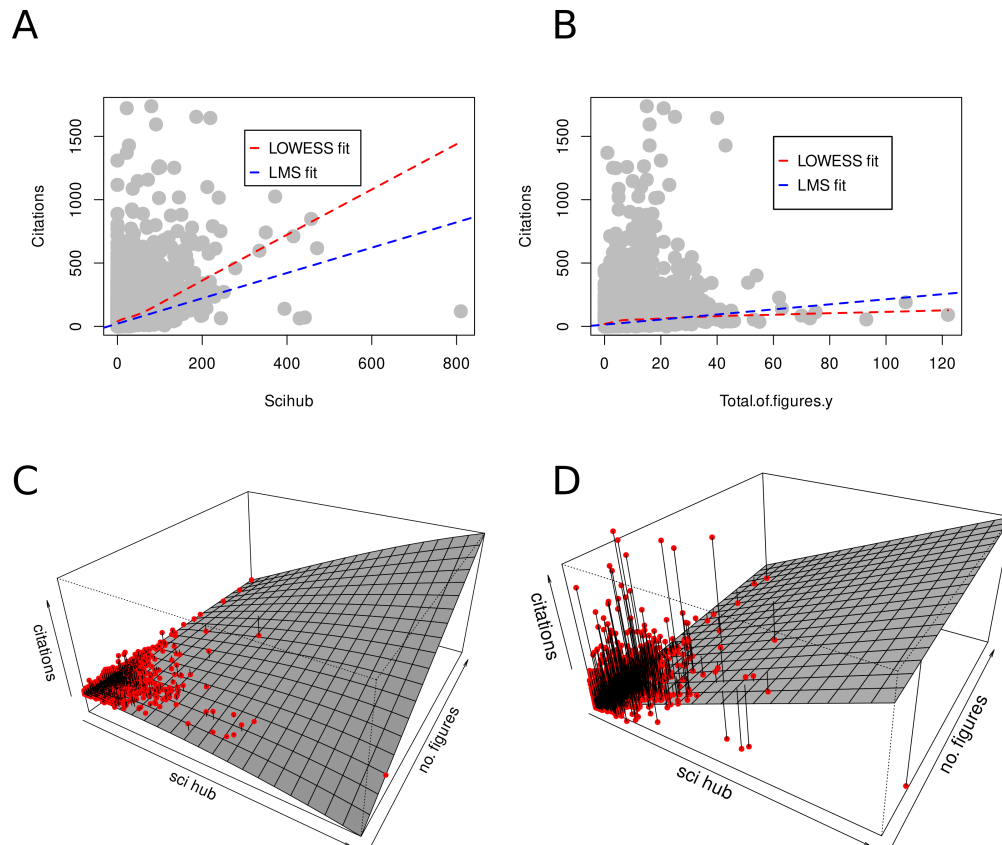 A
B
LOWESS fit
LMS fit
Citations
0
500
1000
1500
0
200
400
600
800
Scihub
LOWESS fit
LMS fit
Citations
0
500
1000
1500
0
20
40
60
80
100
120
Total.of.figures.y
C
D
citations
sci hub
no. figures
citations
sci hub
no. figures